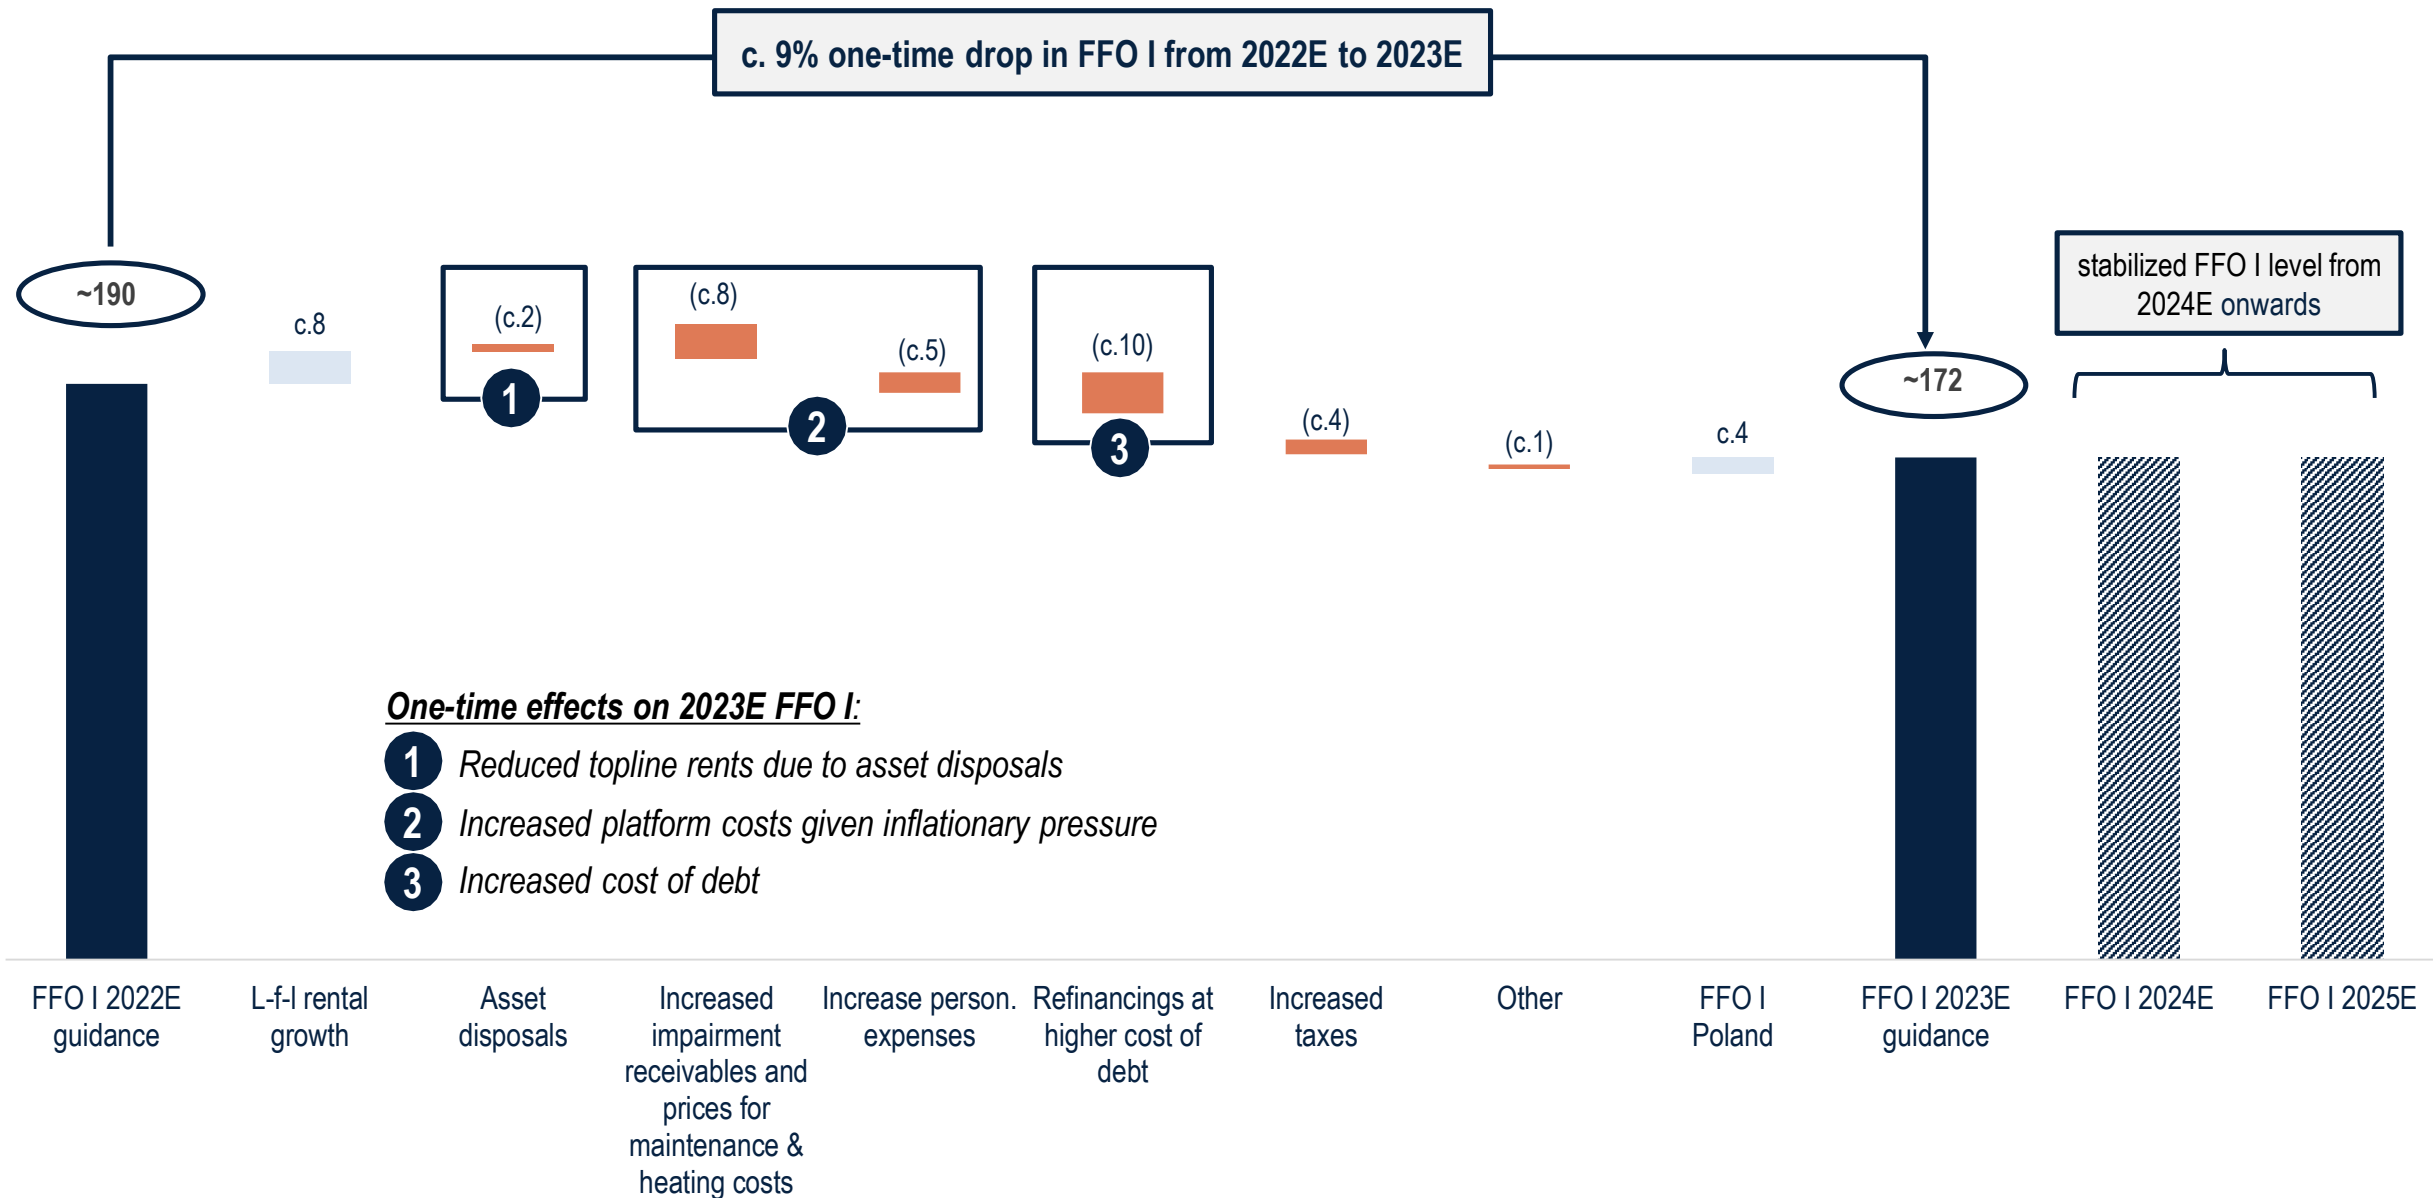 c. 9% one-time drop in FFO I from 2022E to 2023E
~190
c.8
(c.2)
1
(c.8)
(c.5)
2
(c.10)
3
(c.4)
(c.1)
c.4
~172
stabilized FFO I level from
2024E onwards
One-time effects on 2023E FFO I:
1 Reduced topline rents due to asset disposals
2 Increased platform costs given inflationary pressure
3 Increased cost of debt
FFO I 2022E
guidance
L-f-l rental
growth
Asset
disposals
Increased
impairment
receivables and
prices for
maintenance &
heating costs
Increase person.
expenses
Refinancings at
higher cost of
debt
Increased
taxes
Other
FFO I
Poland
FFO I 2023E
guidance
FFO I 2024E
FFO I 2025E